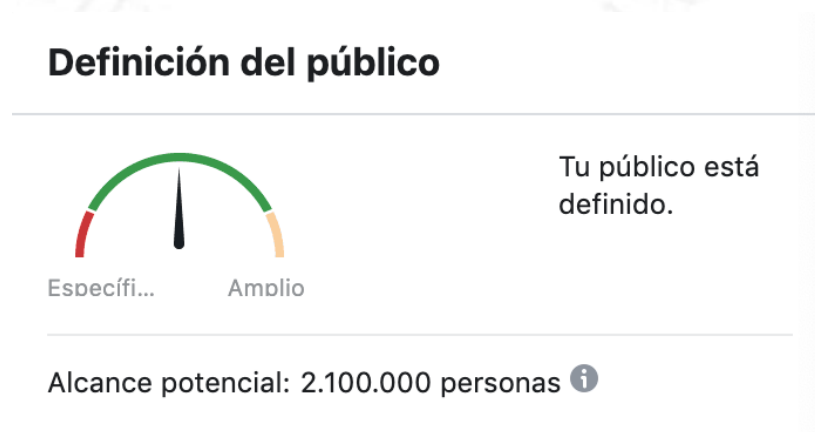 Definición del público
Tu público está
definido.
Específi...
Amplio
Alcance potencial: 2.100.000 personas